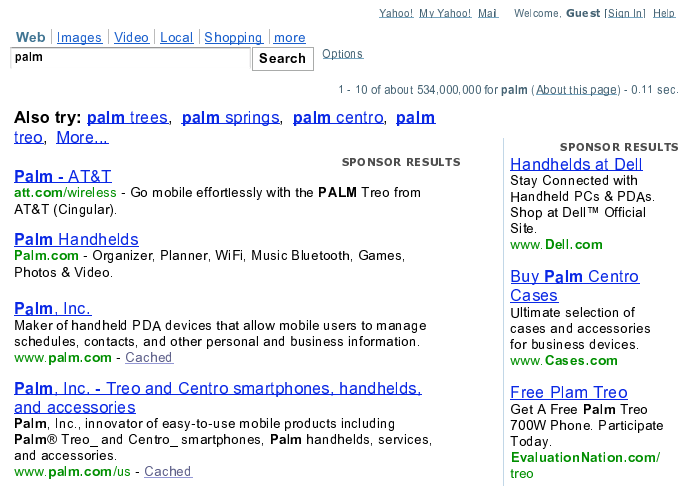 Yahoo! My Yahoo! Mai Welcome, Guest [Sign In] Help
Web Images Video Local Shopping more
palm Search Options
1 - 10 of about 534,000,000 for palm (About this page) - 0.11 sec.
Also try: palm trees, palm springs, palm centro, palm
treo, More...
SPONSOR RESULTS
Palm - AT&T
att.com/wireless - Go mobile effortlessly with the PALM Treo from
AT&T (Cingular).
Palm Handhelds
Palm.com - Organizer, Planner, WiFi, Music Bluetooth, Games,
Photos & Video.
Palm, Inc.
Maker of handheld PDA devices that allow mobile users to manage
schedules, contacts, and other personal and business information.
www.palm.com - Cached
Palm, Inc. - Treo and Centro smartphones, handhelds,
and accessories
Palm, Inc., innovator of easy-to-use mobile products including
Palm® Treo_ and Centro_ smartphones, Palm handhelds, services,
and accessories.
www.palm.com/us - Cached
SPONSOR RESULTS
Handhelds at Dell
Stay Connected with
Handheld PCs & PDAs.
Shop at Dell™ Official
Site.
www.Dell.com
Buy Palm Centro
Cases
Ultimate selection of
cases and accessories
for business devices.
www.Cases.com
Free Plam Treo
Get A Free Palm Treo
700W Phone. Participate
Today.
EvaluationNation.com/
treo